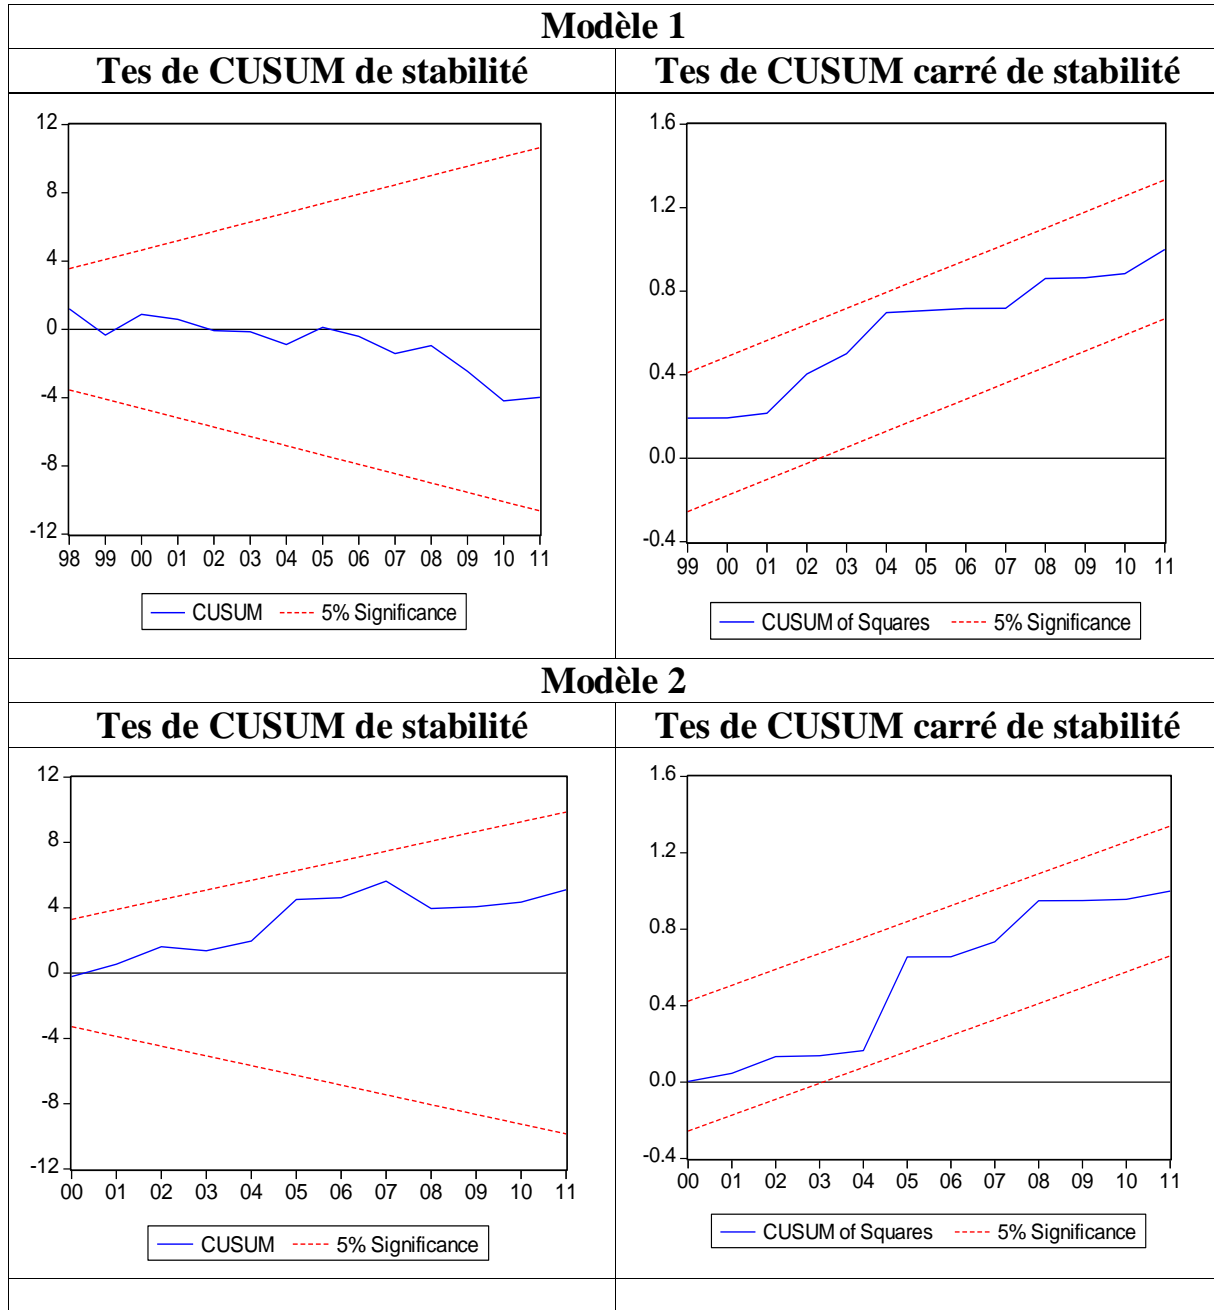 Modèle 1
Tes de CUSUM de stabilité
Tes de CUSUM carré de stabilité
12
8
4
0
-4
-8
-12
98 99 00 01 02 03 04 05 06 07 08 09 10 11
CUSUM 5% Significance
1.6
1.2
0.8
0.4
0.0
-0.4
99 00 01 02 03 04 05 06 07 08 09 10 11
CUSUM of Squares 5% Significance
Modèle 2
Tes de CUSUM de stabilité
Tes de CUSUM carré de stabilité
12
8
4
0
-4
-8
-12
00 01 02 03 04 05 06 07 08 09 10 11
CUSUM 5% Significance
1.6
1.2
0.8
0.4
0.0
-0.4
00 01 02 03 04 05 06 07 08 09 10 11
CUSUM of Squares 5% Significance